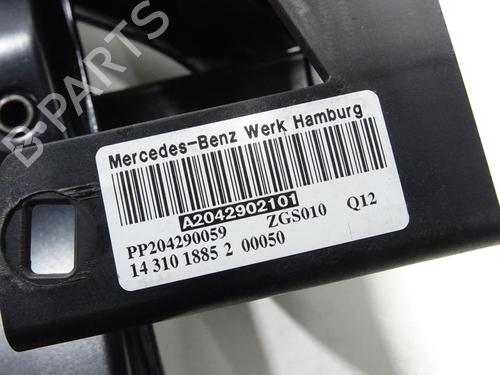 Mercedes-Benz Werk Hamburg
A2042902101
PP204290059 ZGS010 Q12
14 310 1885 2 00050
B-PARTS